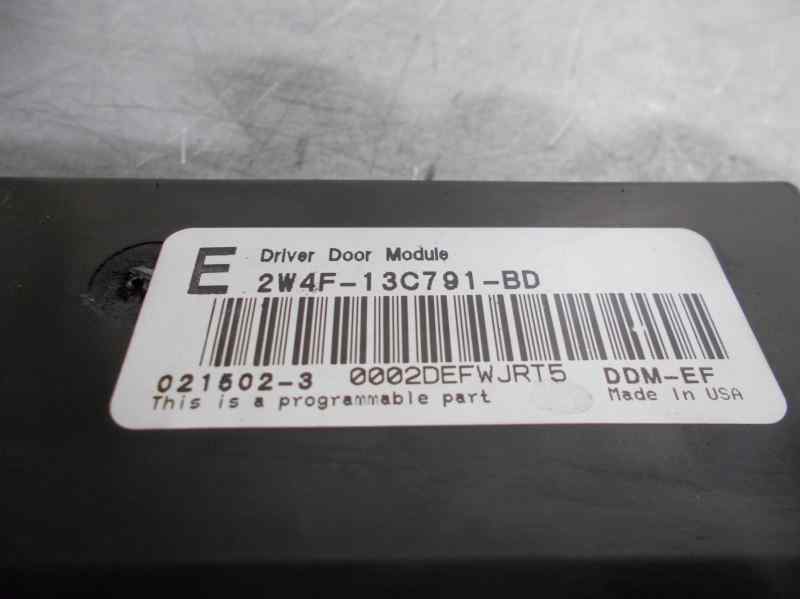 E Driver Door Module
2W4F-13C791-BD
021502-3 0002DEFWJRT5 DDM-EF
This is a programmable part Made In USA